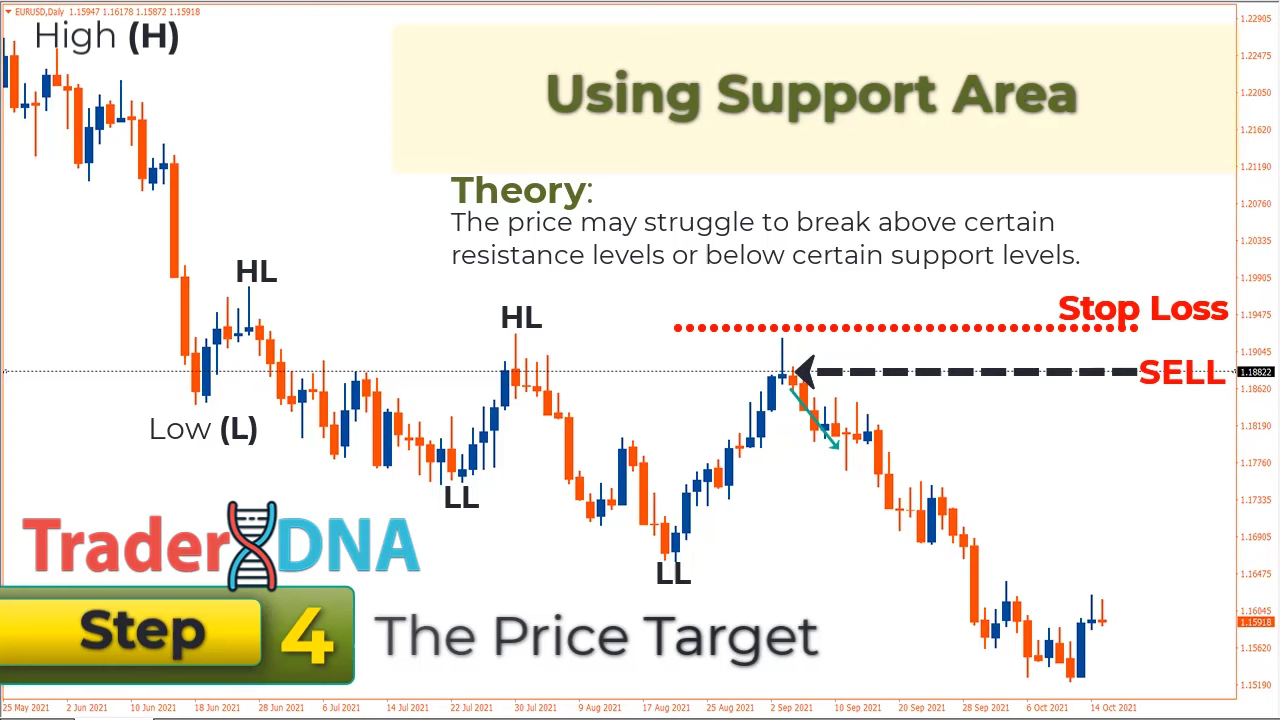 EURUSD,Daily 1.15947 1.16178 1.15872 1.15918
High (H)
Using Support Area
Theory:
The price may struggle to break above certain
resistance levels or below certain support levels.
HL
HL
Stop Loss
SELL
Low (L)
LL
LL
TraderDNA
Step 4 The Price Target
1.22905
1.22475
1.22050
1.21620
1.21190
1.20760
1.20335
1.19905
1.19475
1.19045
1.18822
1.18620
1.18190
1.17760
1.17335
1.16905
1.16475
1.16045
1.15918
1.15620
1.15190
25 May 2021 2 Jun 2021 10 Jun 2021 18 Jun 2021 28 Jun 2021 6 Jul 2021 14 Jul 2021 22 Jul 2021 30 Jul 2021 9 Aug 2021 17 Aug 2021 25 Aug 2021 2 Sep 2021 10 Sep 2021 20 Sep 2021 28 Sep 2021 6 Oct 2021 14 Oct 2021